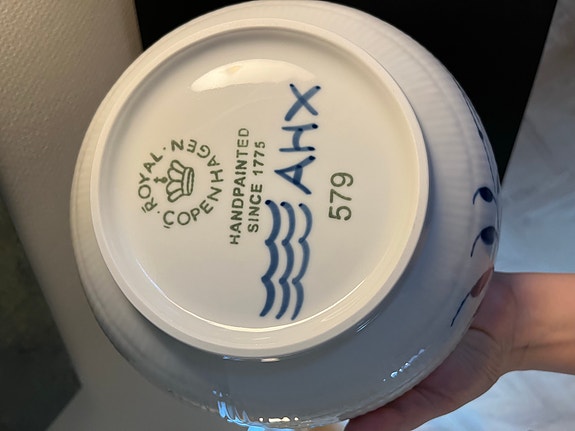 ROYAL COPENHAGEN
HANDPAINTED
SINCE 1775
AHX
579